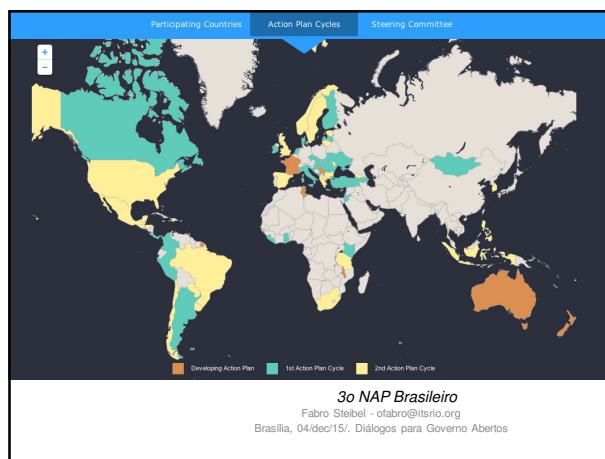 Participating Countries Action Plan Cycles Steering Committee
+
−
Developing Action Plan 1st Action Plan Cycle 2nd Action Plan Cycle
3o NAP Brasileiro
Fabro Steibel - ofabro@itsrio.org
Brasília, 04/dec/15/. Diálogos para Governo Abertos